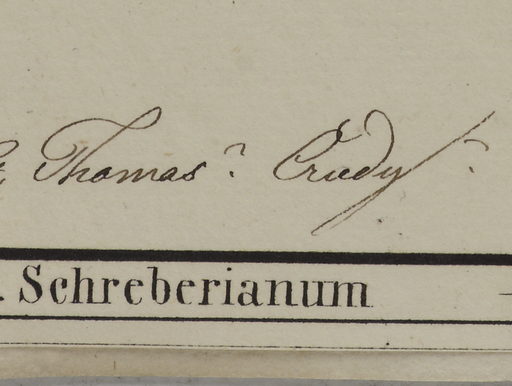 Thomas? Crudy?
. Schreberianum